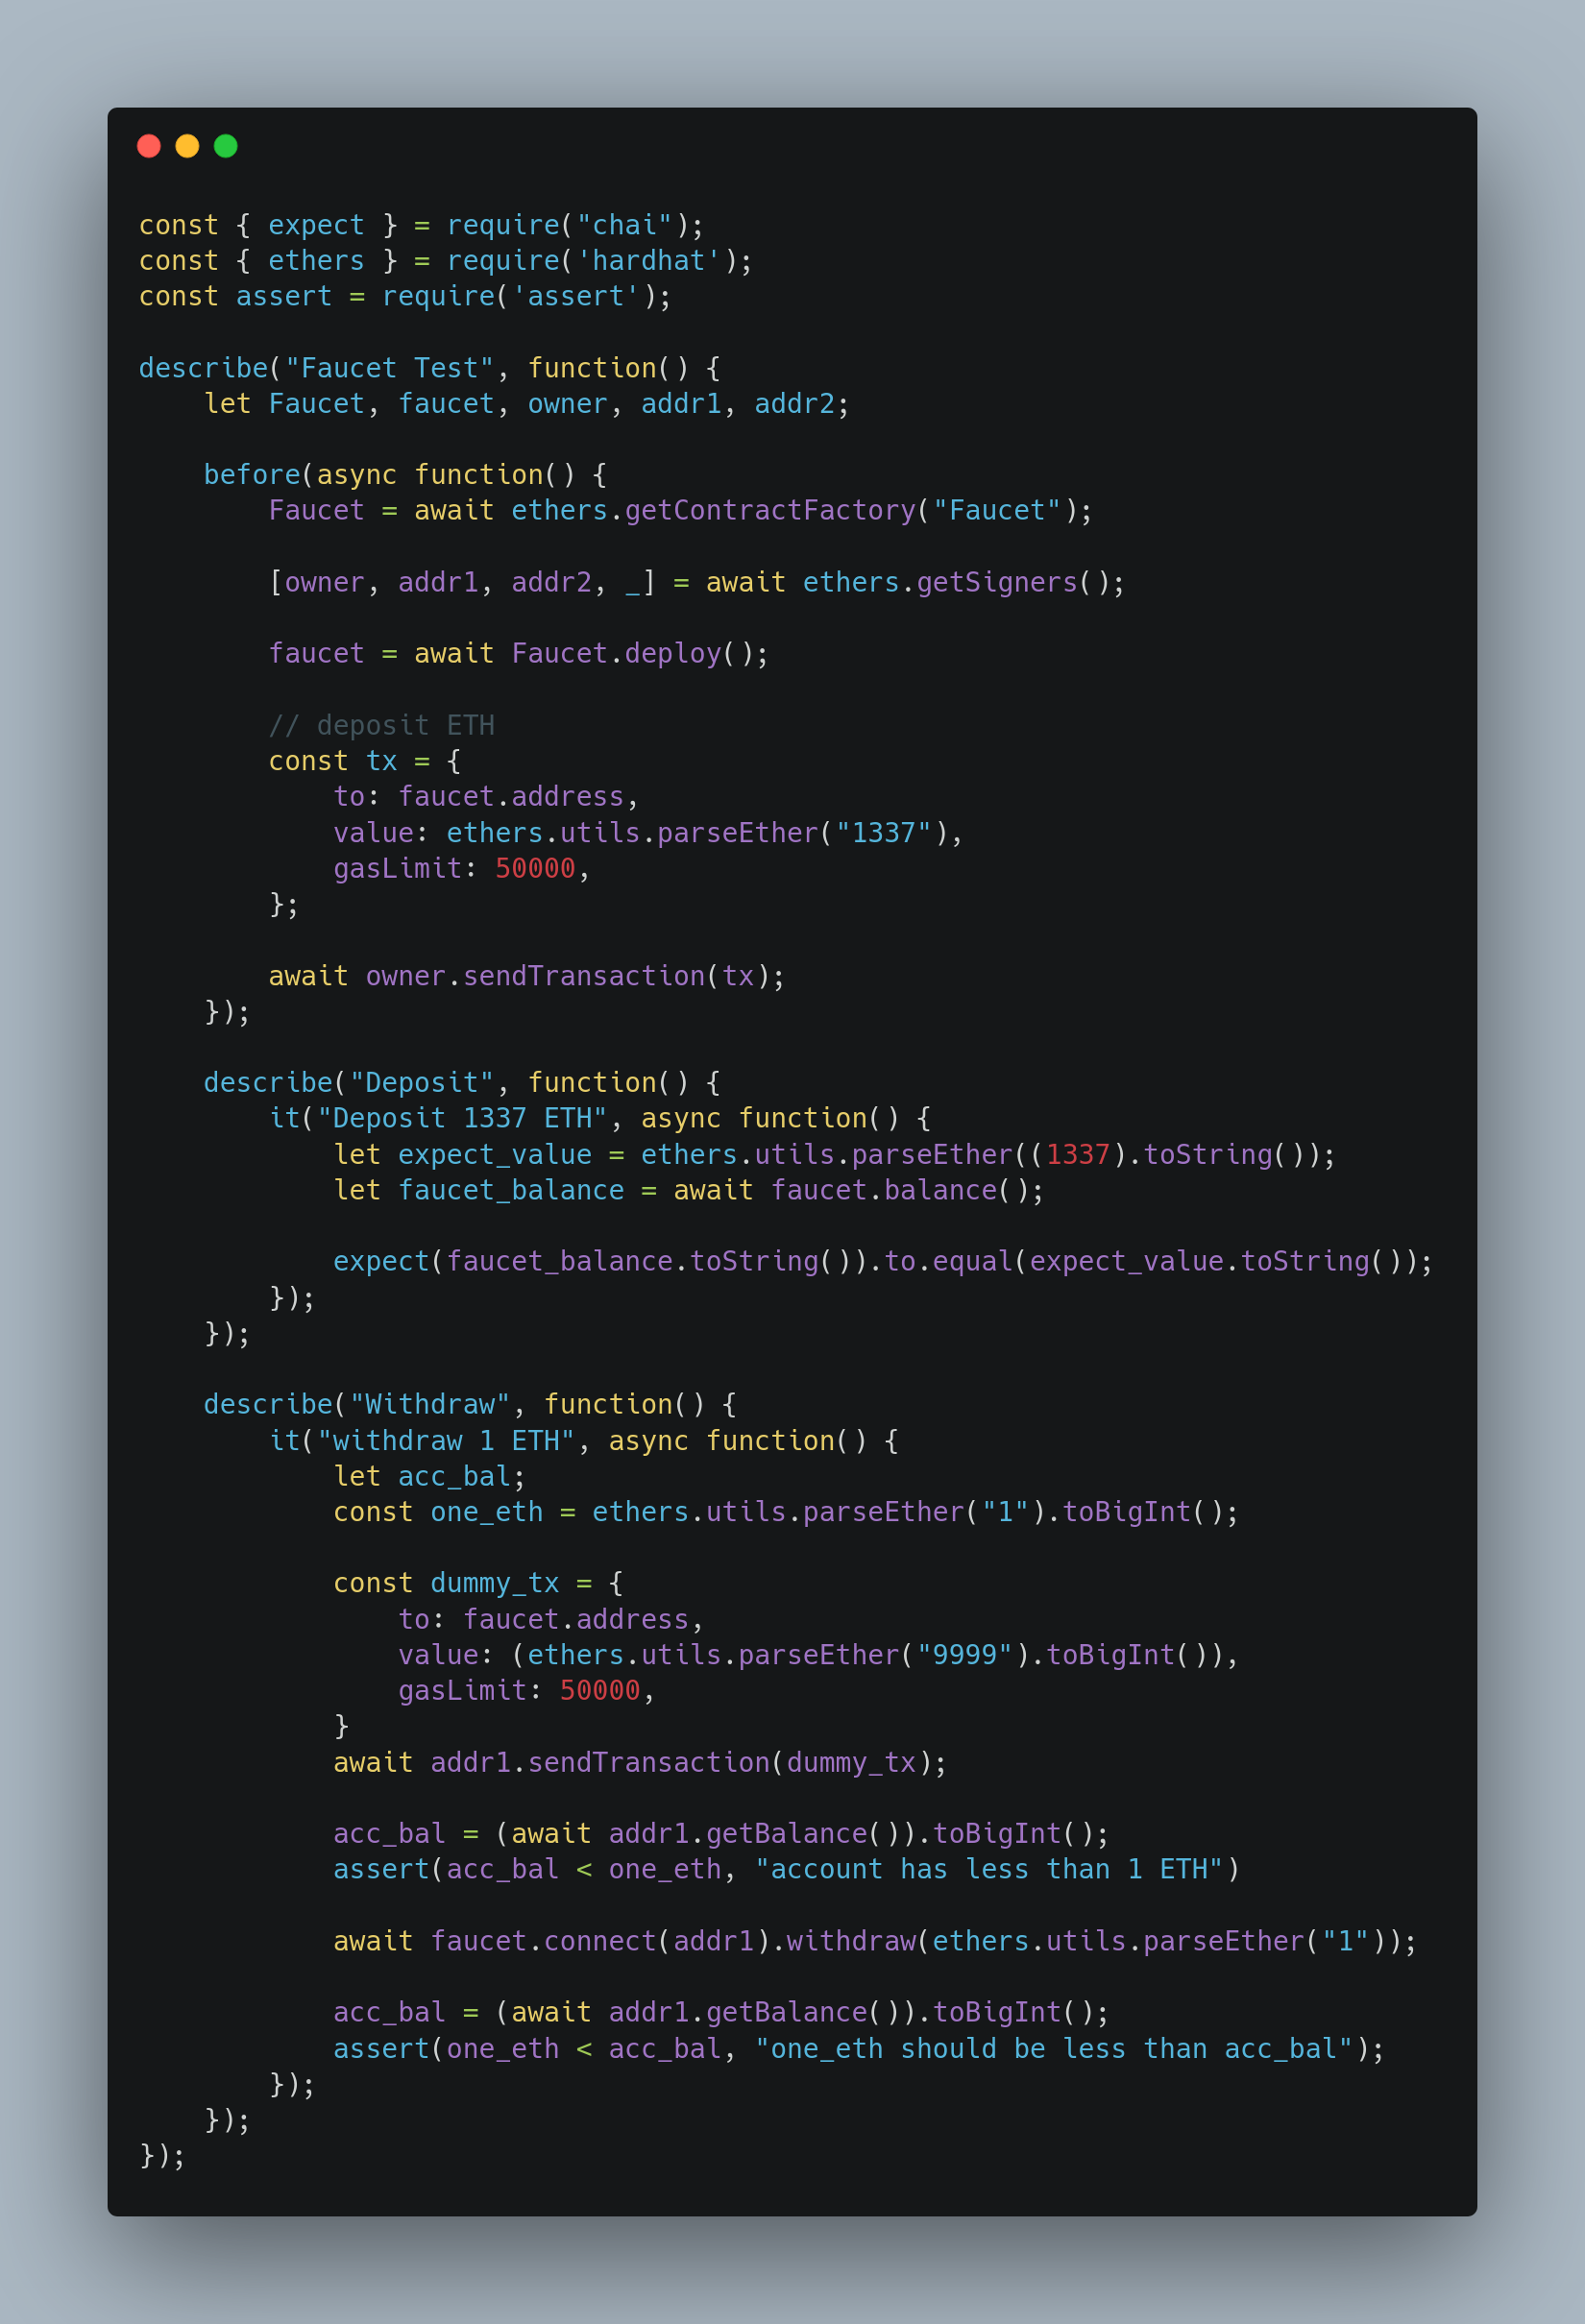 const { expect } = require("chai");
const { ethers } = require('hardhat');
const assert = require('assert');

describe("Faucet Test", function() {
    let Faucet, faucet, owner, addr1, addr2;

    before(async function() {
        Faucet = await ethers.getContractFactory("Faucet");

        [owner, addr1, addr2, _] = await ethers.getSigners();

        faucet = await Faucet.deploy();

        // deposit ETH
        const tx = {
            to: faucet.address,
            value: ethers.utils.parseEther("1337"),
            gasLimit: 50000,
        };

        await owner.sendTransaction(tx);
    });

    describe("Deposit", function() {
        it("Deposit 1337 ETH", async function() {
            let expect_value = ethers.utils.parseEther((1337).toString());
            let faucet_balance = await faucet.balance();

            expect(faucet_balance.toString()).to.equal(expect_value.toString());
        });
    });

    describe("Withdraw", function() {
        it("withdraw 1 ETH", async function() {
            let acc_bal;
            const one_eth = ethers.utils.parseEther("1").toBigInt();

            const dummy_tx = {
                to: faucet.address,
                value: (ethers.utils.parseEther("9999").toBigInt()),
                gasLimit: 50000,
            }
            await addr1.sendTransaction(dummy_tx);

            acc_bal = (await addr1.getBalance()).toBigInt();
            assert(acc_bal < one_eth, "account has less than 1 ETH")

            await faucet.connect(addr1).withdraw(ethers.utils.parseEther("1"));

            acc_bal = (await addr1.getBalance()).toBigInt();
            assert(one_eth < acc_bal, "one_eth should be less than acc_bal");
        });
    });
});